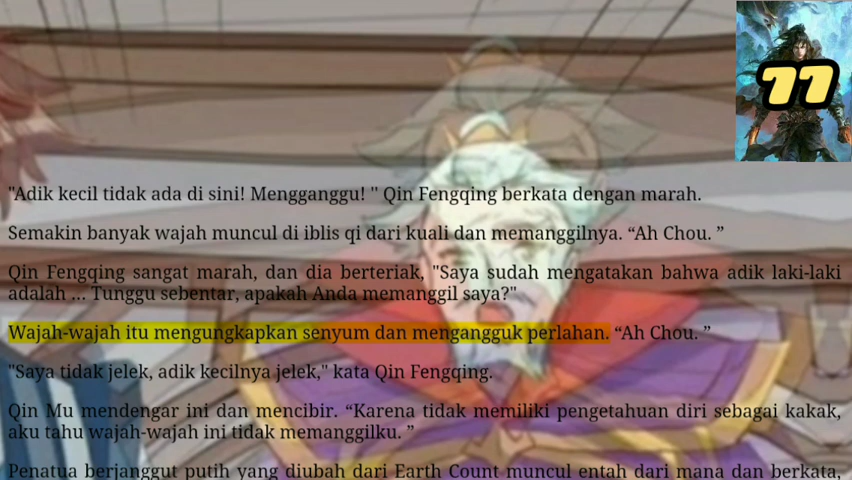 77
"Adik kecil tidak ada di sini! Mengganggu! " Qin Fengqing berkata dengan marah.
Semakin banyak wajah muncul di iblis qi dari kuali dan memanggilnya. “Ah Chou. ”
Qin Fengqing sangat marah, dan dia berteriak, "Saya sudah mengatakan bahwa adik laki-laki
adalah ... Tunggu sebentar, apakah Anda memanggil saya?"
Wajah-wajah itu mengungkapkan senyum dan mengangguk perlahan. “Ah Chou. ”
"Saya tidak jelek, adik kecilnya jelek," kata Qin Fengqing.
Qin Mu mendengar ini dan mencibir. “Karena tidak memiliki pengetahuan diri sebagai kakak,
aku tahu wajah-wajah ini tidak memanggilku. ”
Penatua berjanggut putih yang diubah dari Earth Count muncul entah dari mana dan berkata,